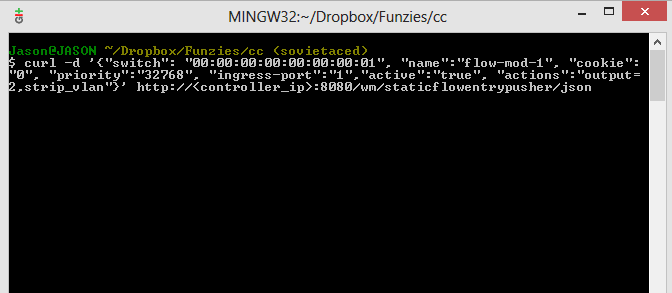 MINGW32:~/Dropbox/Funzies/cc
Jason@JASON ~/Dropbox/Funzies/cc (sovietaced)
$ curl -d '{"switch": "00:00:00:00:00:00:00:01", "name":"flow-mod-1", "cookie":
"0", "priority":"32768", "ingress-port":"1","active":"true", "actions":"output=
2,strip_vlan"}' http://<controller_ip>:8080/wm/staticflowentrypusher/json